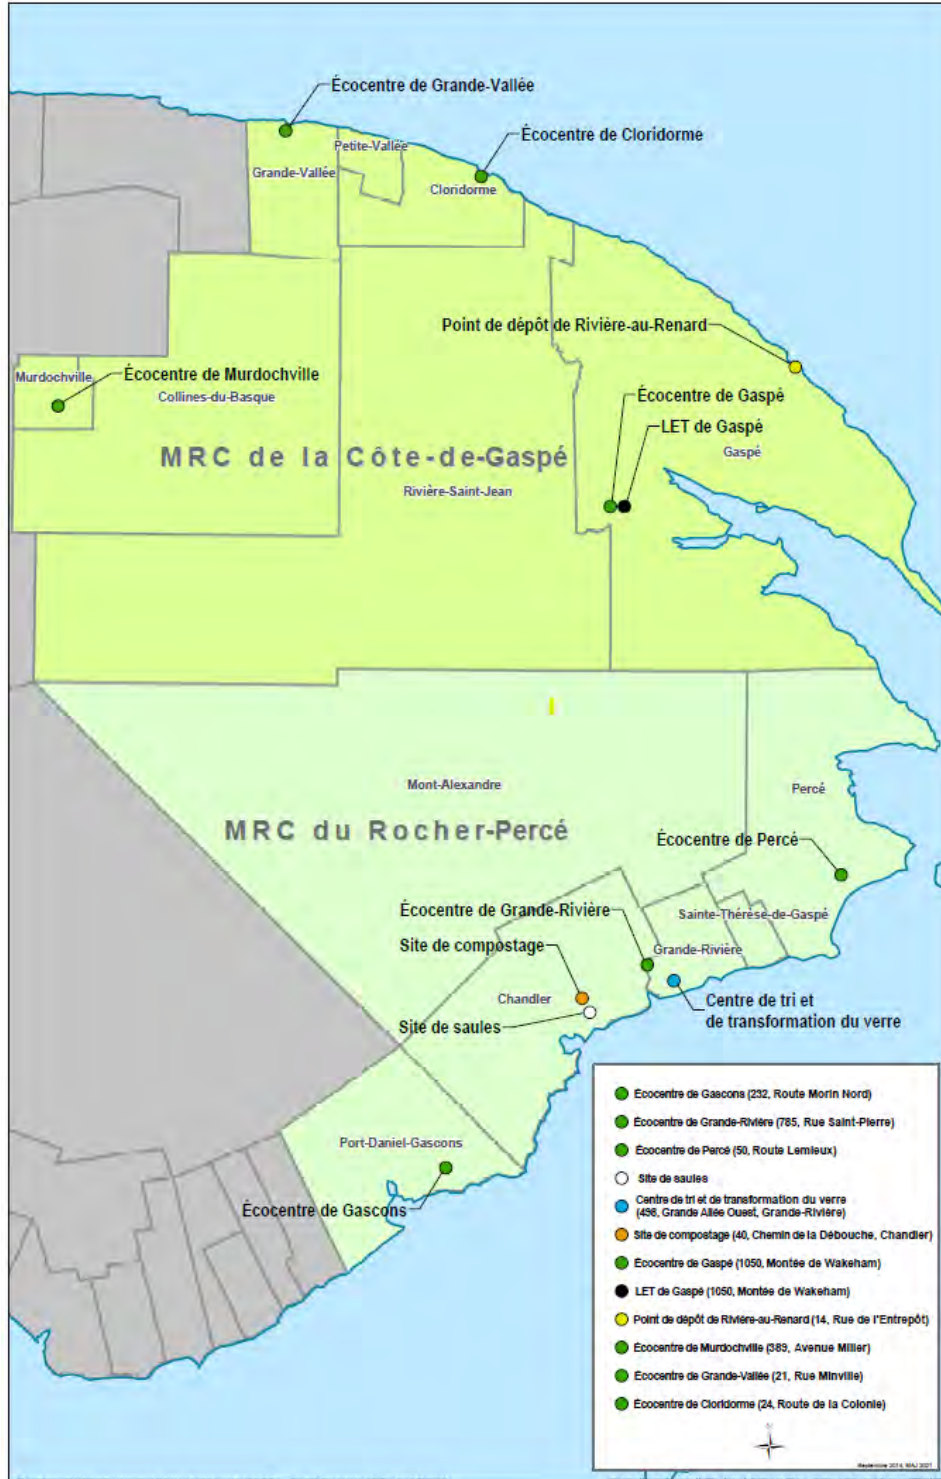 Écocentre de Grande-Vallée
Écocentre de Cloridorme
Petite-Vallée
Grande-Vallée
Cloridorme
Point de dépôt de Rivière-au-Renard
Murdochville
Écocentre de Murdochville
Collines-du-Basque
Écocentre de Gaspé
LET de Gaspé
Gaspé
MRC de la Côte-de-Gaspé
Rivière-Saint-Jean
Mont-Alexandre
Percé
MRC du Rocher-Percé
Écocentre de Percé
Écocentre de Grande-Rivière
Sainte-Thérèse-de-Gaspé
Site de compostage
Grande-Rivière
Chandler
Centre de tri et
de transformation du verre
Site de saules
Port-Daniel-Gascons
Écocentre de Gascons
Écocentre de Gascons (232, Route Morin Nord)
Écocentre de Grande-Rivière (785, Rue Saint-Pierre)
Écocentre de Percé (50, Route Lemieux)
Site de saules
Centre de tri et de transformation du verre
(498, Grande Allée Ouest, Grande-Rivière)
Site de compostage (40, Chemin de la Débouche, Chandler)
Écocentre de Gaspé (1050, Montée de Wakeham)
LET de Gaspé (1050, Montée de Wakeham)
Point de dépôt de Rivière-au-Renard (14, Rue de l'Entrepôt)
Écocentre de Murdochville (389, Avenue Miller)
Écocentre de Grande-Vallée (21, Rue Minville)
Écocentre de Cloridorme (24, Route de la Colonie)